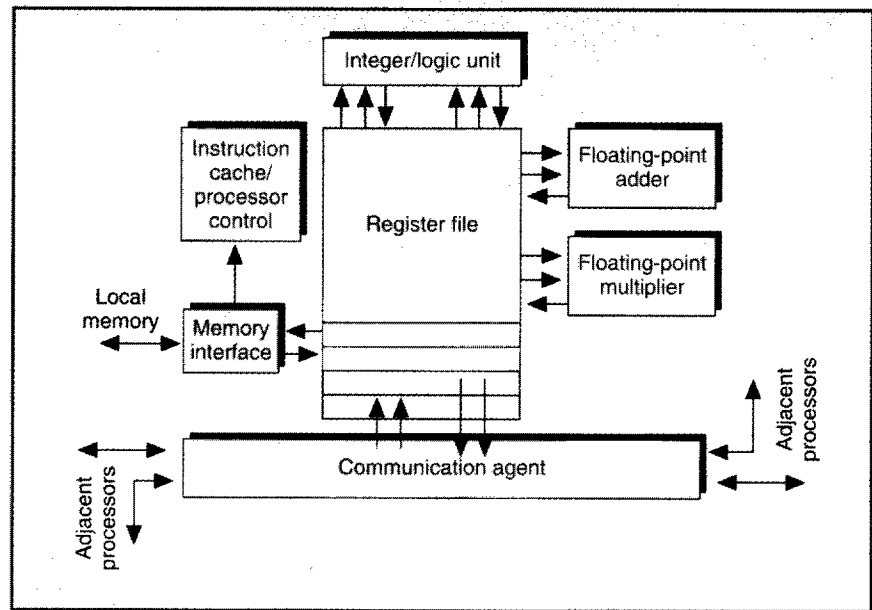 Integer/logic unit
Instruction
cache/
processor
control
Register file
Floating-point
adder
Floating-point
multiplier
Local
memory
Memory
interface
Adjacent
processors
Communication agent
Adjacent
processors